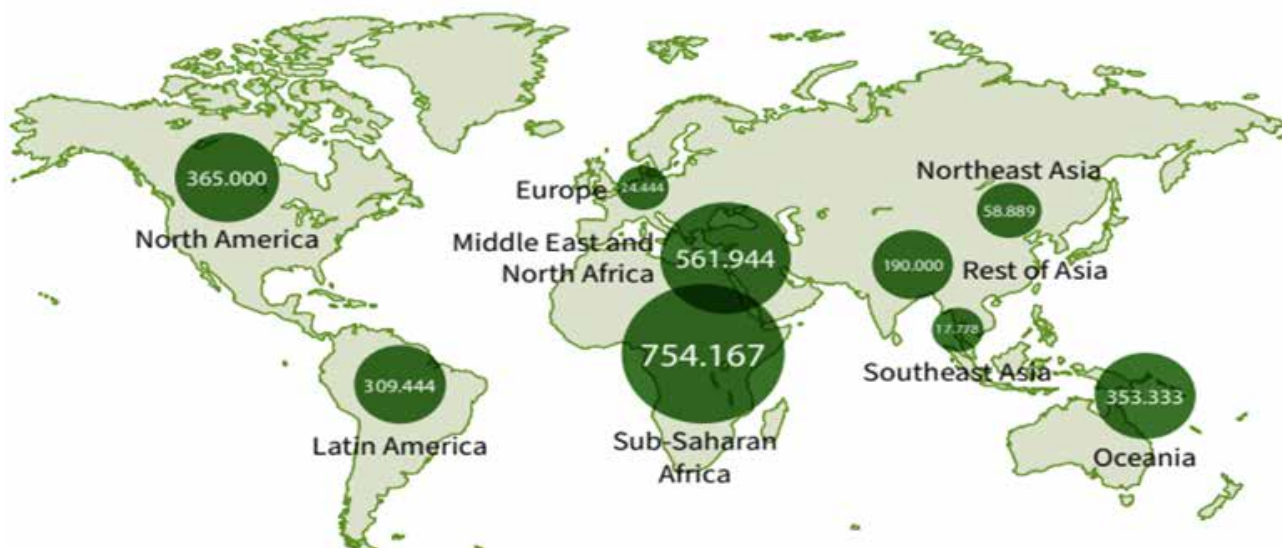 365.000
North America
309.444
Latin America
Europe
24.444
Middle East and
North Africa
561.944
754.167
Sub-Saharan
Africa
Northeast Asia
58.889
190.000
Rest of Asia
17.778
Southeast Asia
353.333
Oceania